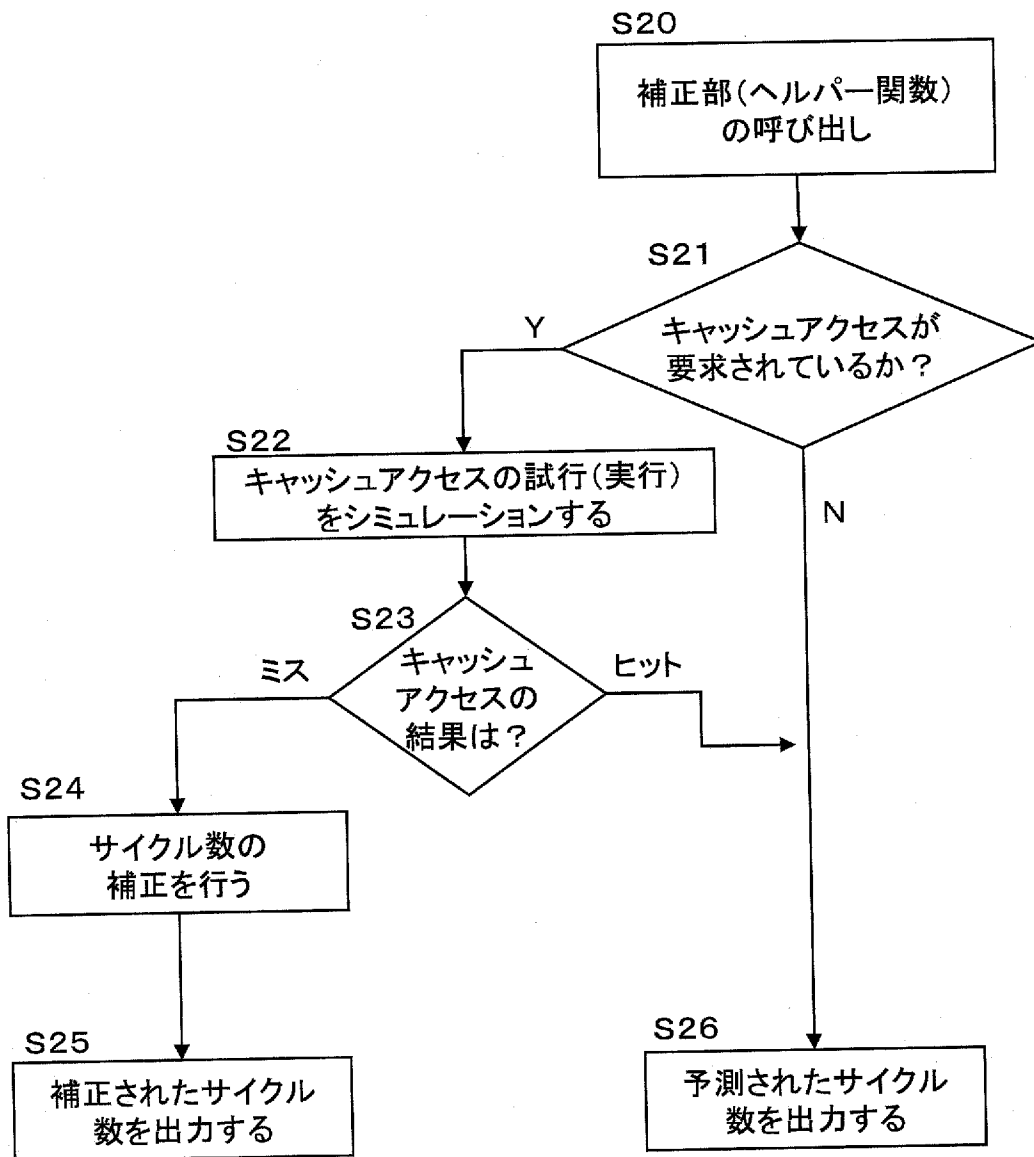 S20
補正部(ヘルパー関数)
の呼び出し
S21
キャッシュアクセスが
要求されているか?
Y
N
S22
キャッシュアクセスの試行(実行)
をシミュレーションする
S23
キャッシュ
アクセスの
結果は?
ミス
ヒット
S24
サイクル数の
補正を行う
S25
補正されたサイクル
数を出力する
S26
予測されたサイクル
数を出力する